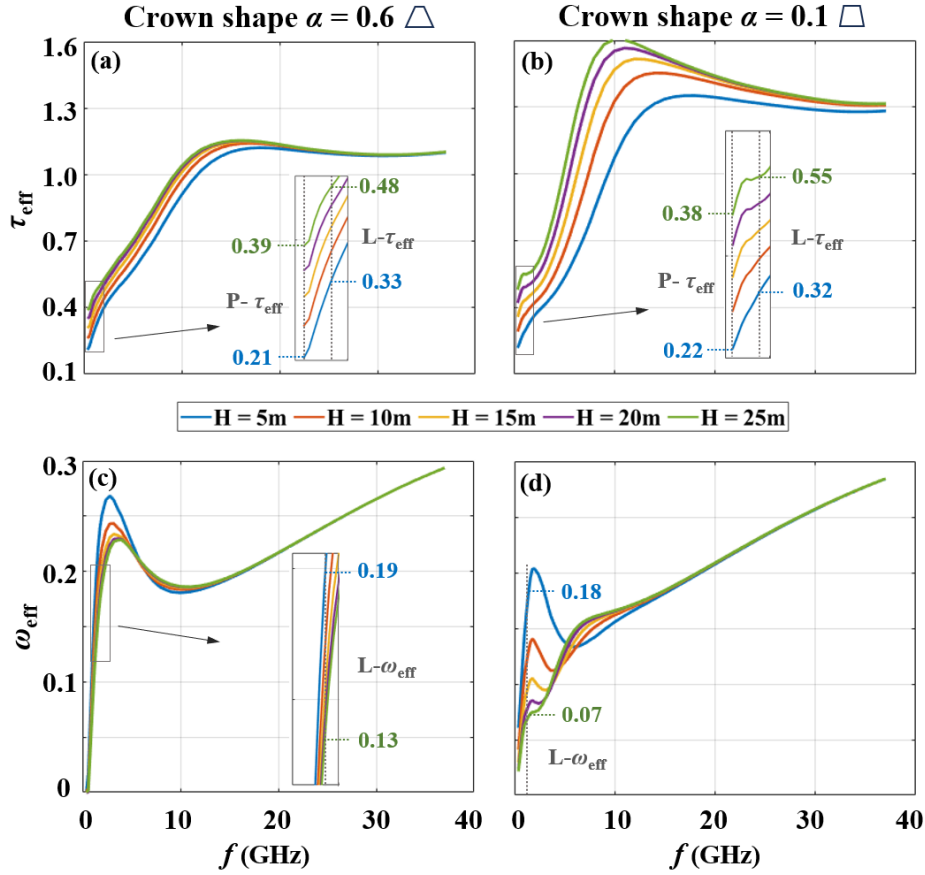 Crown shape α = 0.6
Crown shape α = 0.1
(a)
(b)
τeff
1.6
1.3
1.0
0.7
0.4
0.1
0.48
0.39
L-τeff
0.33
P- τeff
0.21
0.55
0.38
L-τeff
P- τeff
0.32
0.22
H = 5m H = 10m H = 15m H = 20m H = 25m
(c)
(d)
ωeff
0.3
0.2
0.1
0
0.19
L-ωeff
0.13
0.18
0.07
L-ωeff
0 10 20 30 40
0 10 20 30 40
f (GHz)
f (GHz)